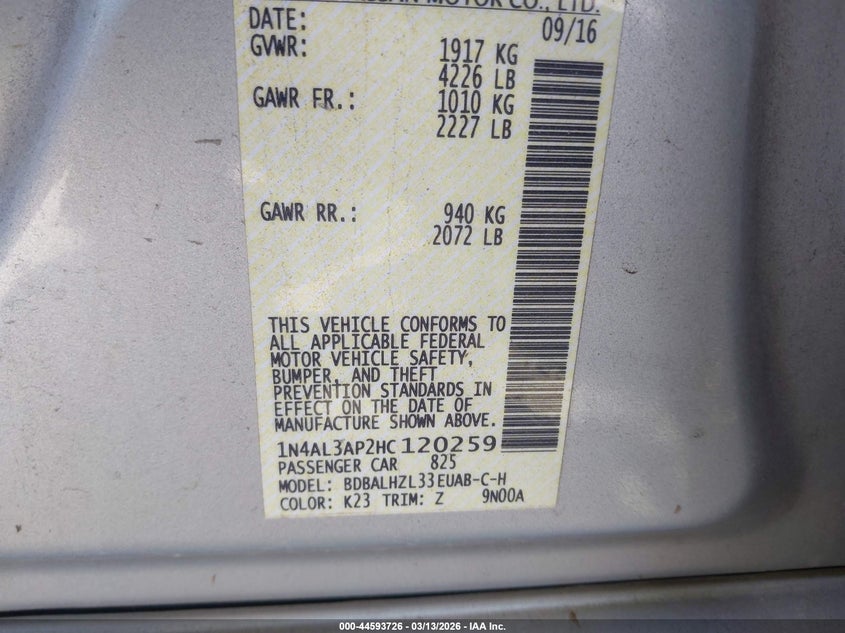 MOTOR CO., LTD.
DATE: 09/16
GVWR: 1917 KG
4226 LB
GAWR FR.: 1010 KG
2227 LB
GAWR RR.: 940 KG
2072 LB
THIS VEHICLE CONFORMS TO
ALL APPLICABLE FEDERAL
MOTOR VEHICLE SAFETY,
BUMPER, AND THEFT
PREVENTION STANDARDS IN
EFFECT ON THE DATE OF
MANUFACTURE SHOWN ABOVE.
1N4AL3AP2HC120259
PASSENGER CAR 825
MODEL: BDBALHZL33EUAB-C-H
COLOR: K23 TRIM: Z 9N00A
000-44593726 - 03/13/2026 - IAA Inc.